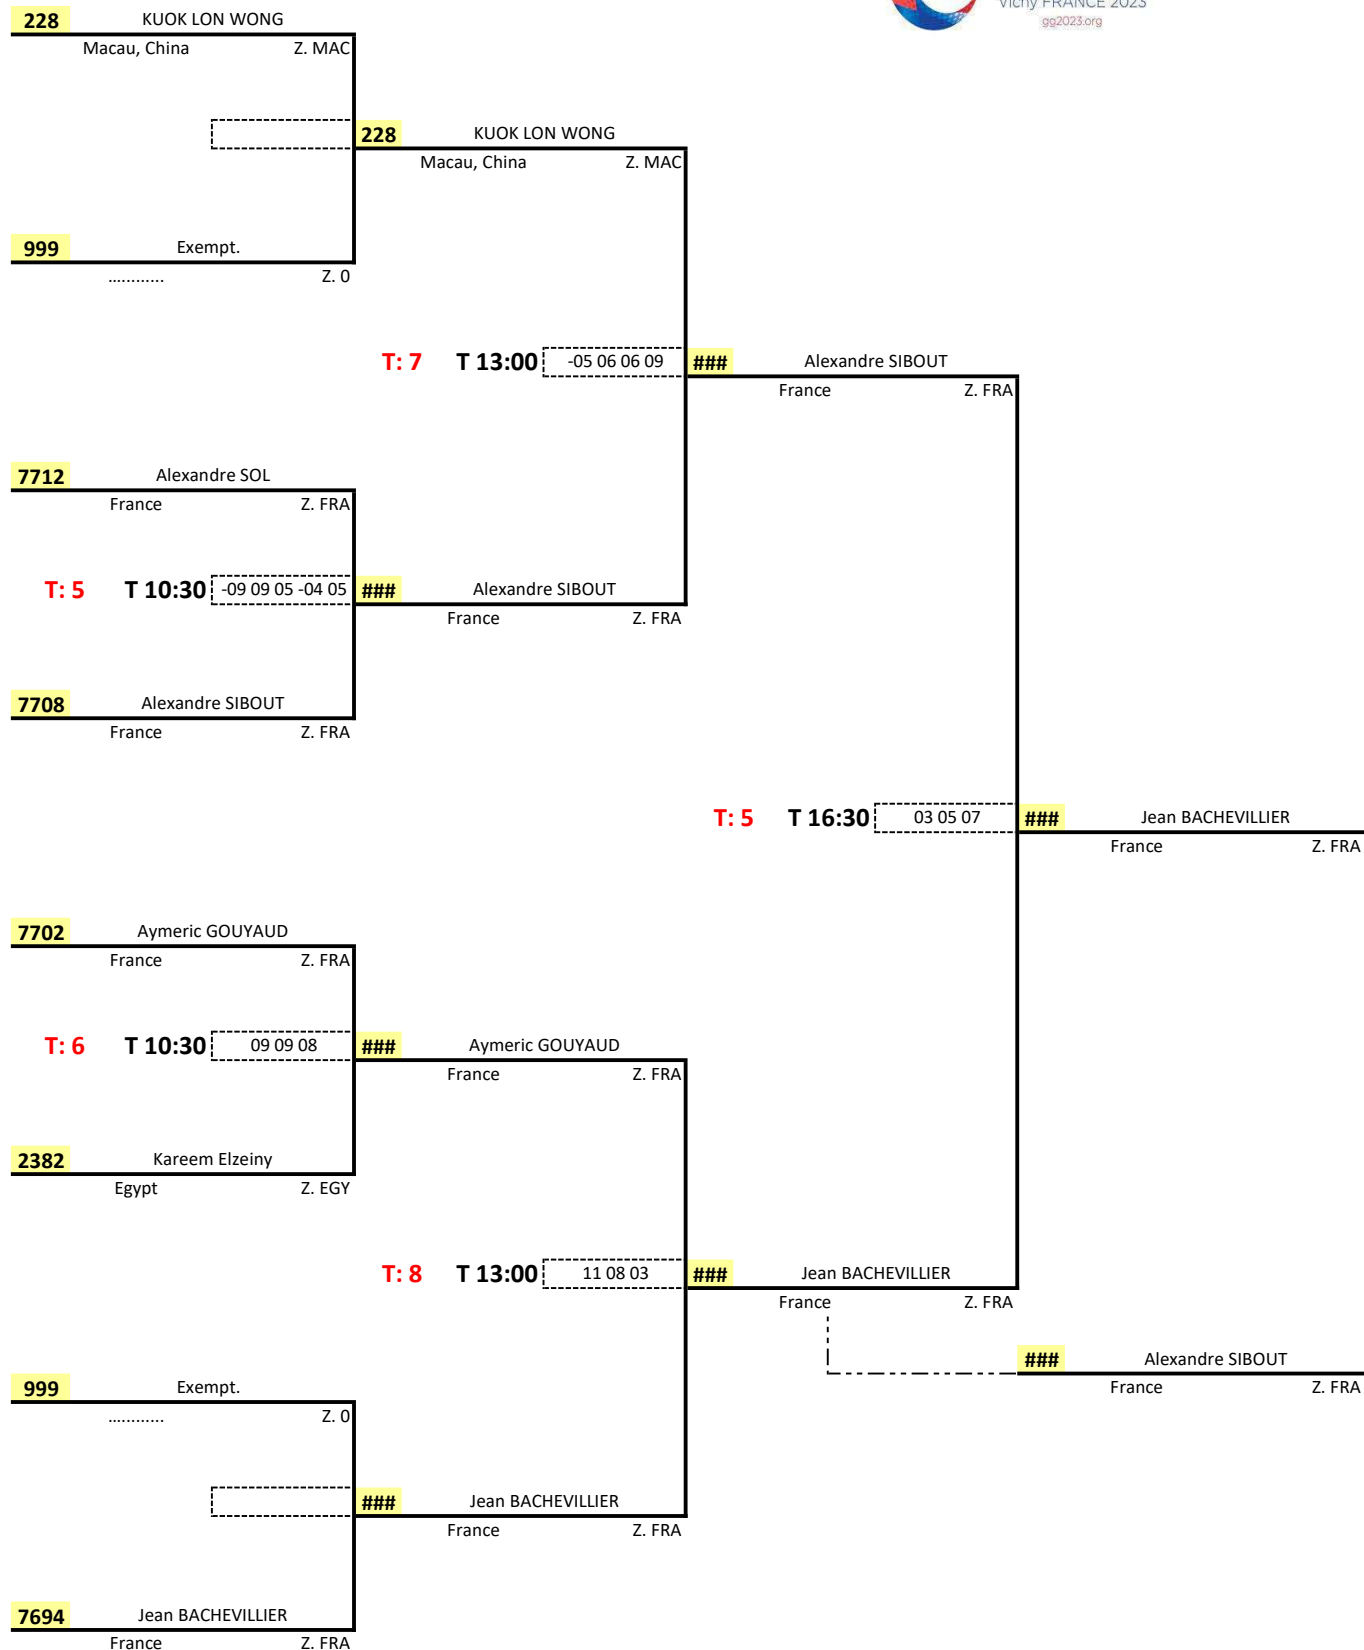 Vichy FRANCE 2023
gg2023.org
228 KUOK LON WONG
Macau, China Z. MAC
228 KUOK LON WONG
Macau, China Z. MAC
999 Exempt.
............ Z. 0
T: 7 T 13:00 -05 06 06 09 ### Alexandre SIBOUT
France Z. FRA
7712 Alexandre SOL
France Z. FRA
T: 5 T 10:30 -09 09 05 -04 05 ### Alexandre SIBOUT
France Z. FRA
7708 Alexandre SIBOUT
France Z. FRA
T: 5 T 16:30 03 05 07 ### Jean BACHEVILLIER
France Z. FRA
7702 Aymeric GOUYAUD
France Z. FRA
T: 6 T 10:30 09 09 08 ### Aymeric GOUYAUD
France Z. FRA
2382 Kareem Elzeiny
Egypt Z. EGY
T: 8 T 13:00 11 08 03 ### Jean BACHEVILLIER
France Z. FRA
### Alexandre SIBOUT
France Z. FRA
999 Exempt.
............ Z. 0
### Jean BACHEVILLIER
France Z. FRA
7694 Jean BACHEVILLIER
France Z. FRA